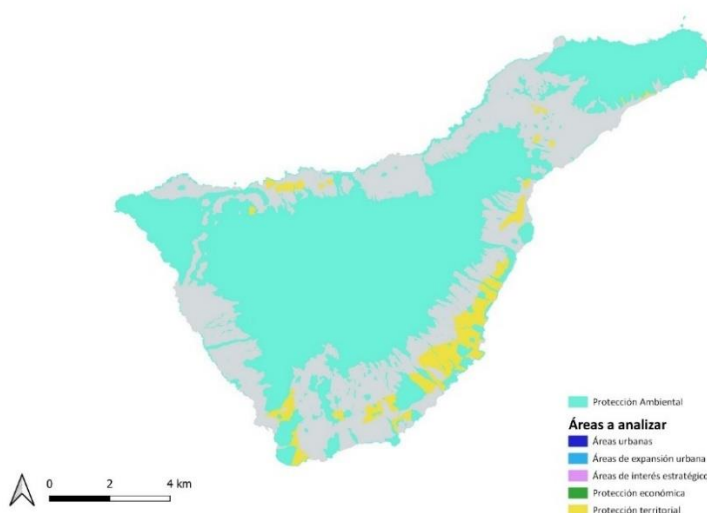 0 2 4 km
Protección Ambiental
Áreas a analizar
Áreas urbanas
Áreas de expansión urbana
Áreas de interés estratégico
Protección económica
Protección territorial